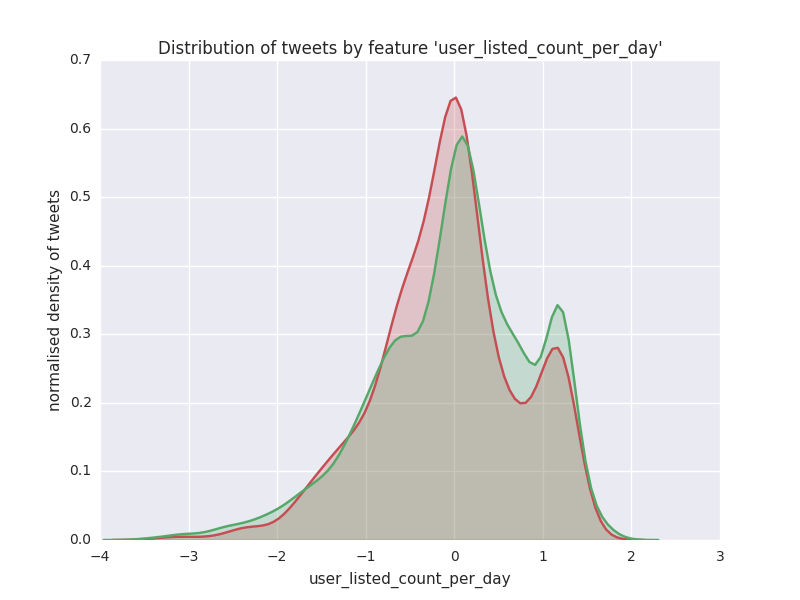 Distribution of tweets by feature 'user_listed_count_per_day'
0.7
0.6
0.5
0.4
0.3
0.2
0.1
0.0
normalised density of tweets
−4 −3 −2 −1 0 1 2 3
user_listed_count_per_day